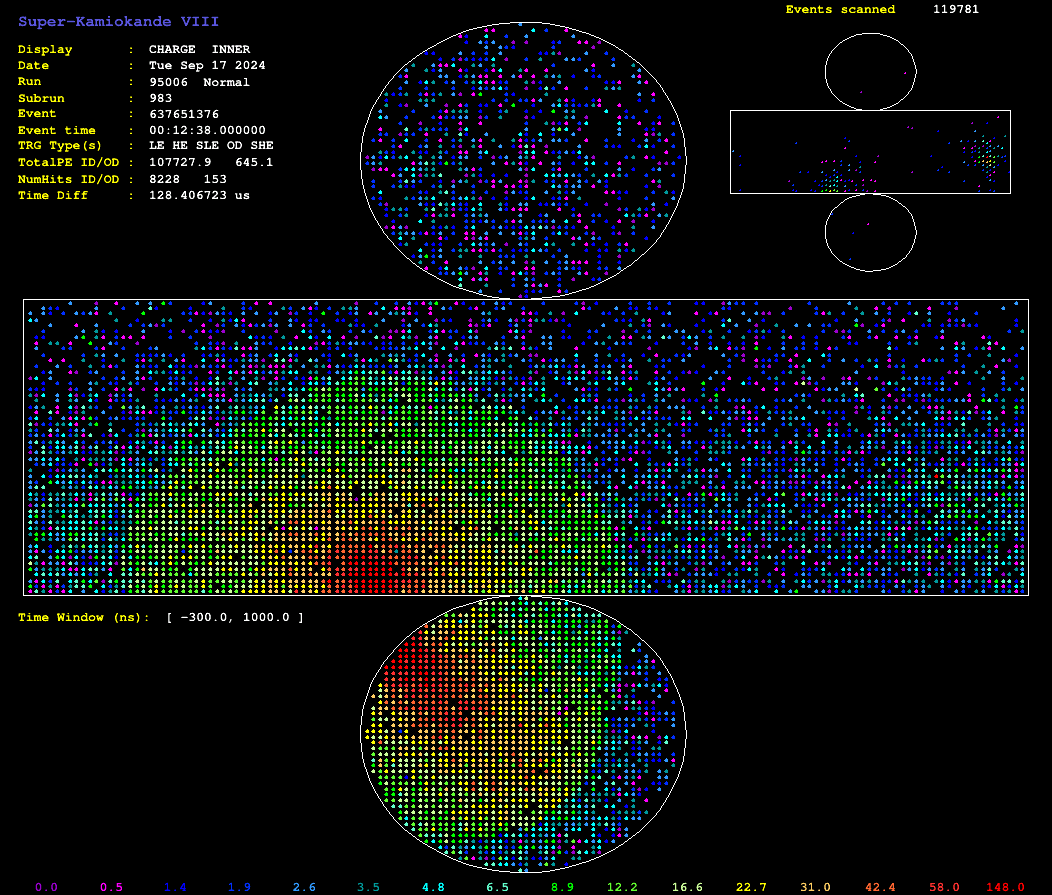 Super-Kamiokande VIII
Events scanned 119781
Display : CHARGE INNER
Date : Tue Sep 17 2024
Run : 95006 Normal
Subrun : 983
Event : 637651376
Event time : 00:12:38.000000
TRG Type(s) : LE HE SLE OD SHE
TotalPE ID/OD : 107727.9 645.1
NumHits ID/OD : 8228 153
Time Diff : 128.406723 us
Time Window (ns): [ -300.0, 1000.0 ]
0.0 0.5 1.4 1.9 2.6 3.5 4.8 6.5 8.9 12.2 16.6 22.7 31.0 42.4 58.0 148.0